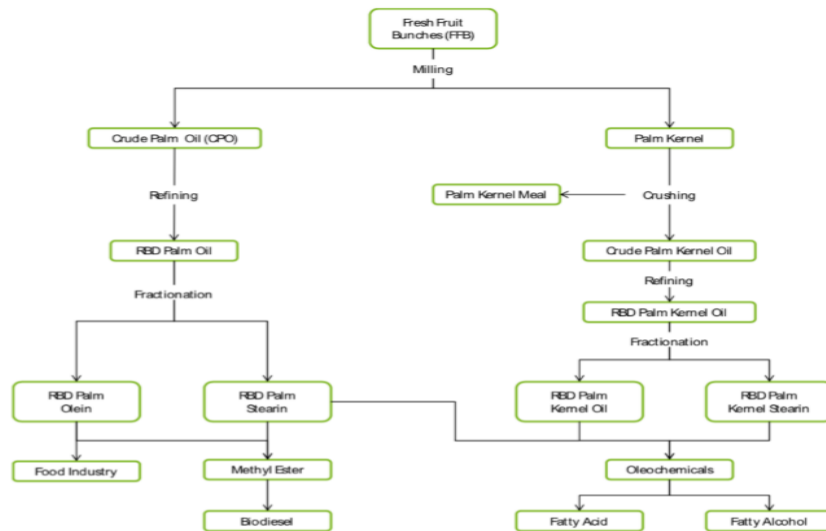 Fresh Fruit
Bunches (FFB)
Milling
Crude Palm Oil (CPO)
Palm Kernel
Refining
Palm Kernel Meal
Crushing
RBD Palm Oil
Crude Palm Kernel Oil
Refining
Fractionation
RBD Palm Kernel Oil
Fractionation
RBD Palm
Olein
RBD Palm
Stearin
RBD Palm
Kernel Oil
RBD Palm
Kernel Stearin
Food Industry
Methyl Ester
Oleochemicals
Biodiesel
Fatty Acid
Fatty Alcohol